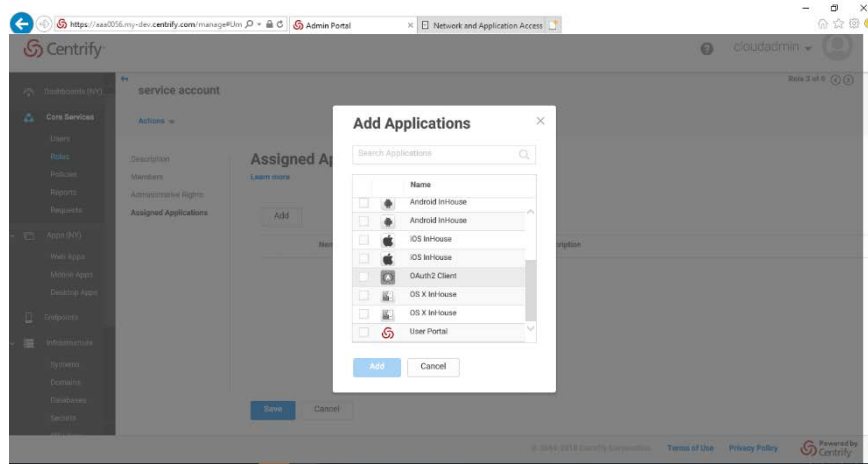 https://aaa0056.my-dev.centrify.com/manage#Um
Admin Portal
Network and Application Access
Centrify
cloudadmin
Dashboards (NY)
service account
Rule 3 of 6
Core Services
Actions
Users
Roles
Policies
Reports
Requests
Description
Members
Administrative Rights
Assigned Applications
Assigned Ap
Learn more
Add
Apps (NY)
Web Apps
Mobile Apps
Desktop Apps
Endpoints
Infrastructure
Systems
Domains
Databases
Secrets
Add Applications
Search Applications
Name
Android InHouse
Android InHouse
iOS InHouse
iOS InHouse
OAuth2 Client
OS X InHouse
OS X InHouse
User Portal
Add
Cancel
Save
Cancel
Centrify Corporation
Terms of Use
Privacy Policy
Powered by
Centrify